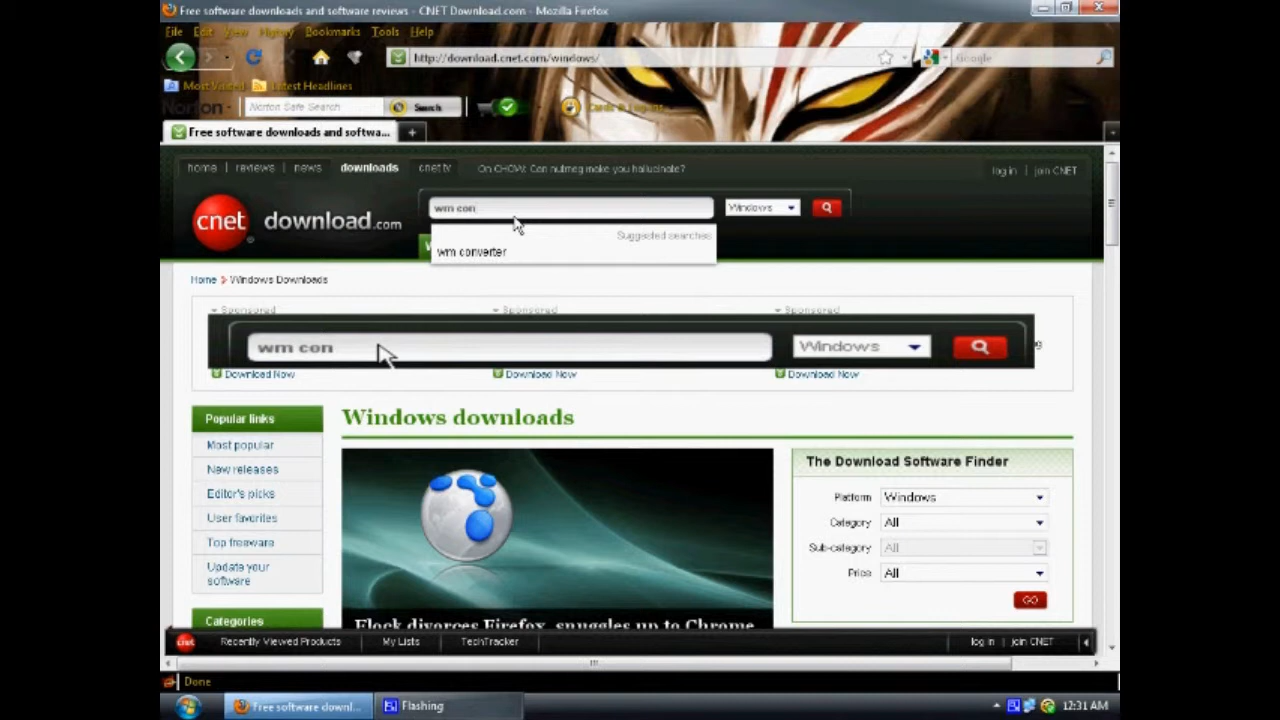 Free software downloads and software reviews - CNET Download.com - Mozilla Firefox
File Edit View History Bookmarks Tools Help
http://download.cnet.com/windows/
Google
Most Visited Latest Headlines
Norton Norton Safe Search Search
Free software downloads and softwa...
home | reviews | news downloads cnet tv On CHOW: Can nutmeg make you hallucinate? log in | join CNET
cnet download.com
wm con Windows
Suggested searches
wm converter
Home > Windows Downloads
Sponsored Sponsored Sponsored
wm con Windows
Download Now Download Now Download Now
Popular links
Most popular
New releases
Editor's picks
User favorites
Top freeware
Update your
software
Categories
Windows downloads
Flock divorces Firefox, snuggles up to Chrome
The Download Software Finder
Platform Windows
Category All
Sub-category All
Price All
GO
cnet Recently Viewed Products My Lists TechTracker log in | join CNET
Done
Free software downl... Flashing 12:31 AM